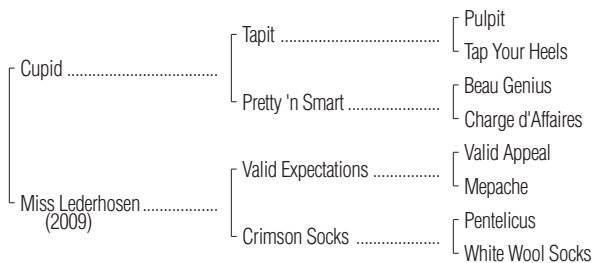 Pulpit
Tapit ........................................
Tap Your Heels
Cupid ......................................
Beau Genius
Pretty 'n Smart .......................
Charge d'Affaires
Valid Appeal
Valid Expectations .................
Mepache
Miss Lederhosen ...................
(2009)
Pentelicus
Crimson Socks .....................
White Wool Socks